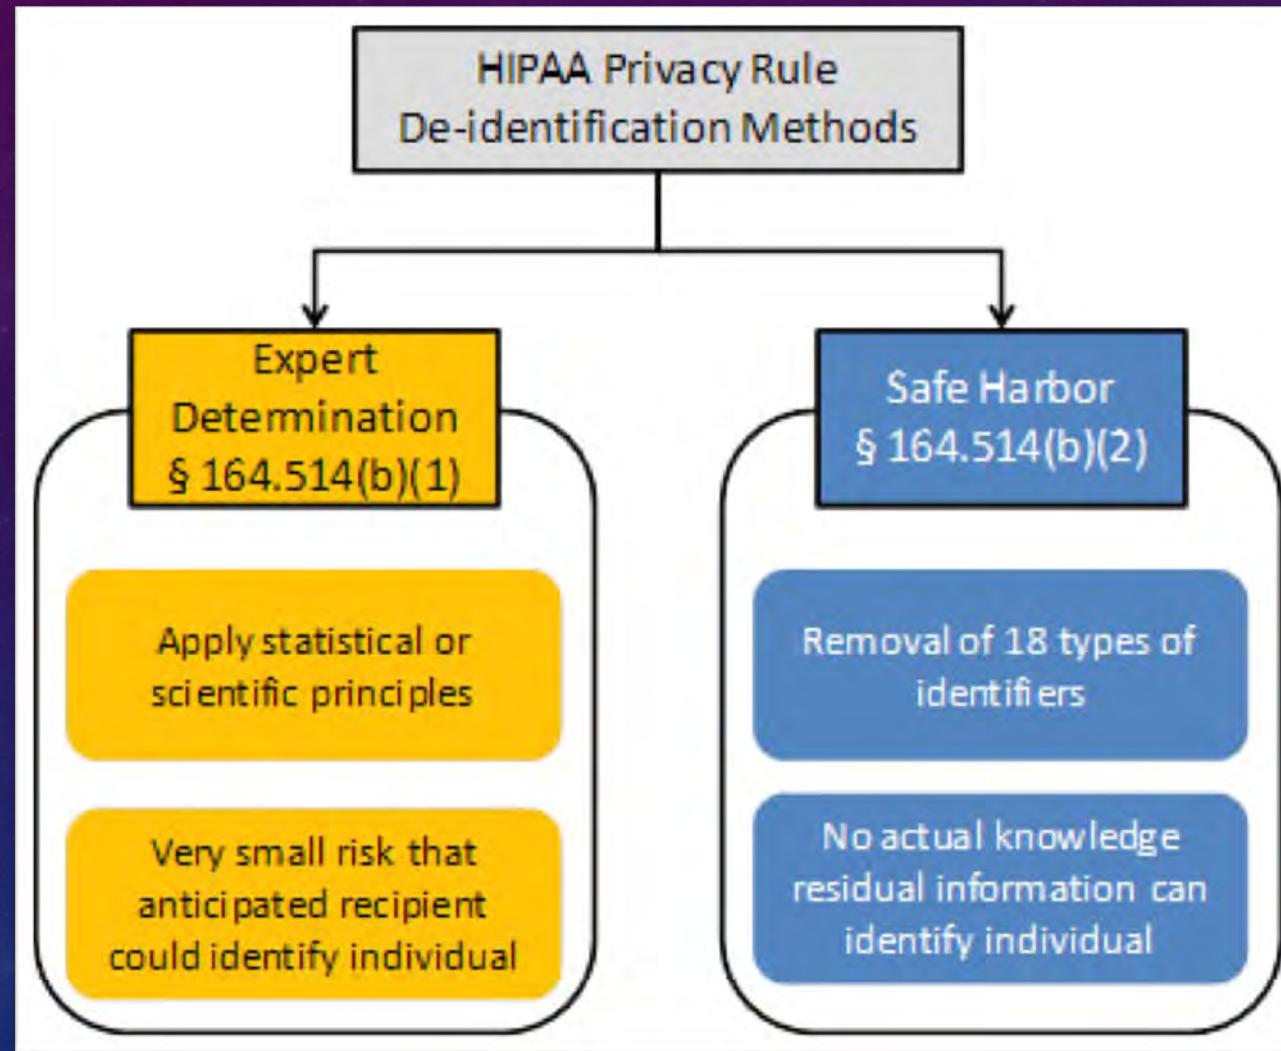 HIPAA Privacy Rule
De-identification Methods
Expert
Determination
§ 164.514(b)(1)
Apply statistical or
scientific principles
Very small risk that
anticipated recipient
could identify individual
Safe Harbor
§ 164.514(b)(2)
Removal of 18 types of
identifiers
No actual knowledge
residual information can
identify individual